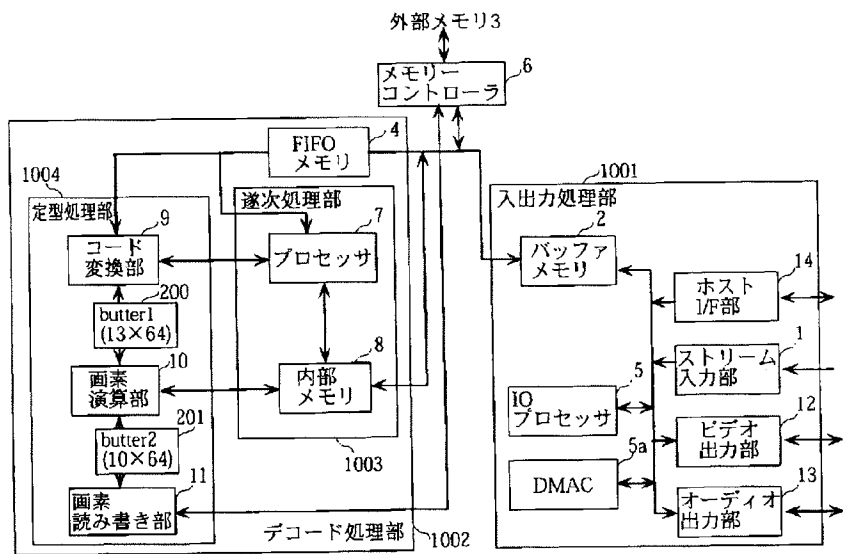 外部メモリ3
メモリー
コントローラ
6
FIFO
メモリ
4
1004
定型処理部
9
コード
変換部
200
butter1
(13×64)
10
画素
演算部
201
butter2
(10×64)
11
画素
読み書き部
遂次処理部
7
プロセッサ
8
内部
メモリ
1003
デコード処理部
1002
1001
入出力処理部
2
バッファ
メモリ
14
ホスト
I/F部
1
ストリーム
入力部
5
IO
プロセッサ
12
ビデオ
出力部
5a
DMAC
13
オーディオ
出力部